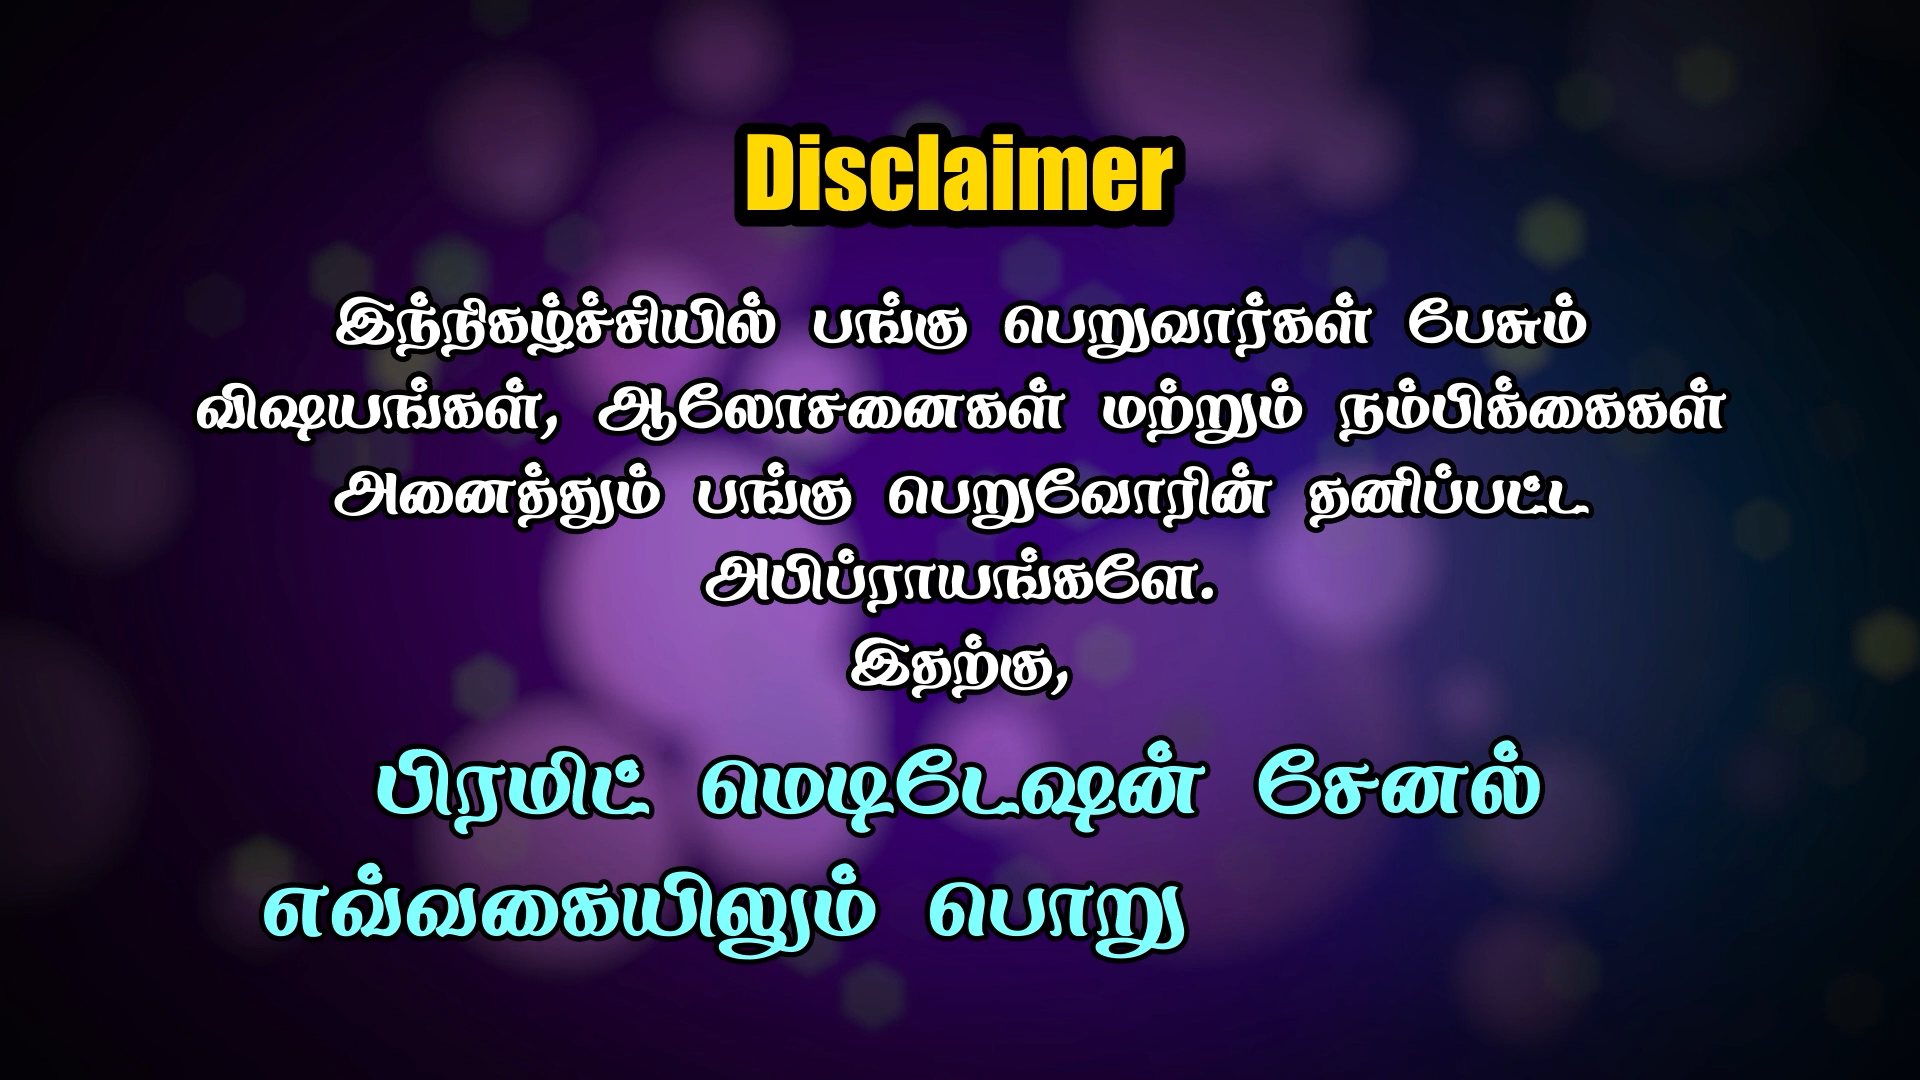 Disclaimer
இந்நிகழ்ச்சியில் பங்கு பெறுவார்கள் பேசும்
விஷயங்கள், ஆலோசனைகள் மற்றும் நம்பிக்கைகள்
அனைத்தும் பங்கு பெறுவோரின் தனிப்பட்ட
அபிப்ராயங்களே.
இதற்கு,
பிரமிட் மெடிடேஷன் சேனல்
எவ்வகையிலும் பொறு